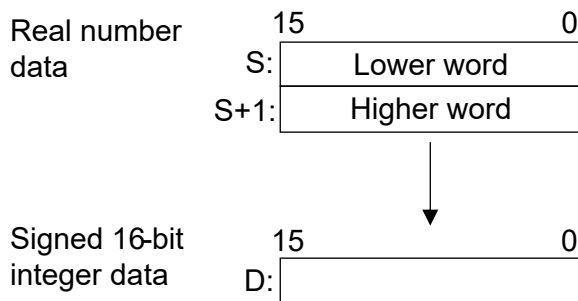 Real number data
15 0
S: Lower word
S+1: Higher word
Signed 16-bit integer data
15 0
D: